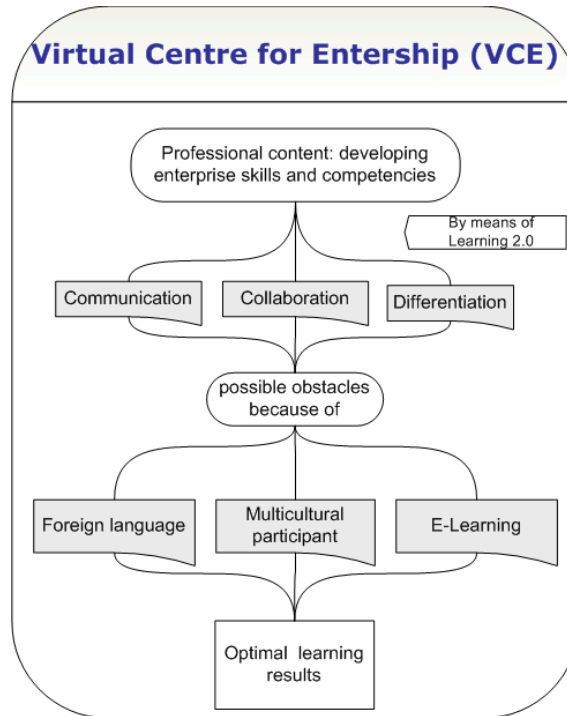 Virtual Centre for Entership (VCE)
Professional content: developing
enterprise skills and competencies
By means of
Learning 2.0
Communication
Collaboration
Differentiation
possible obstacles
because of
Foreign language
Multicultural
participant
E-Learning
Optimal learning
results